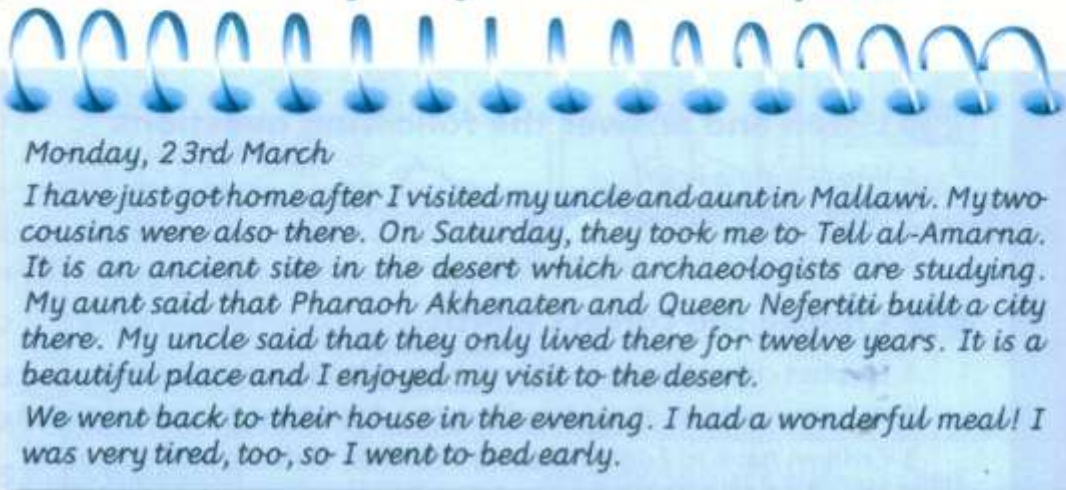 Monday, 23rd March
I have just got home after I visited my uncle and aunt in Mallawi. My two
cousins were also there. On Saturday, they took me to Tell al-Amarna.
It is an ancient site in the desert which archaeologists are studying.
My aunt said that Pharaoh Akhenaten and Queen Nefertiti built a city
there. My uncle said that they only lived there for twelve years. It is a
beautiful place and I enjoyed my visit to the desert.
We went back to their house in the evening. I had a wonderful meal! I
was very tired, too, so I went to bed early.